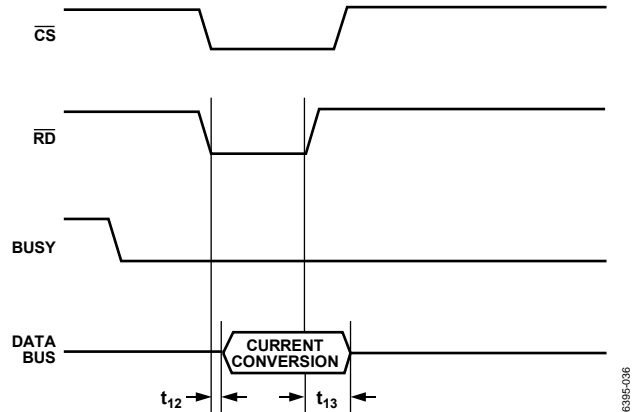 CS
RD
BUSY
DATA
BUS
CURRENT
CONVERSION
t12
t13
6395-036